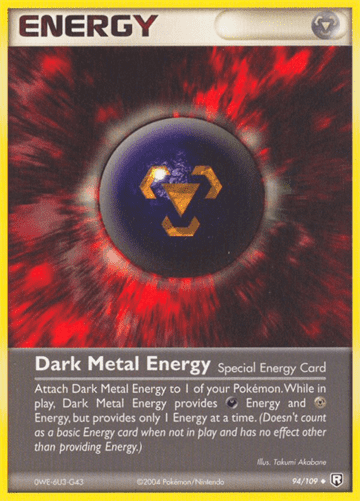 ENERGY
Dark Metal Energy Special Energy Card
Attach Dark Metal Energy to 1 of your Pokémon. While in
play, Dark Metal Energy provides Energy and
Energy, but provides only 1 Energy at a time. (Doesn't count
as a basic Energy card when not in play and has no effect other
than providing Energy.)
Illus. Takumi Akabane
0WE-6U3-G43 ©2004 Pokémon/Nintendo 94/109 ◆ R